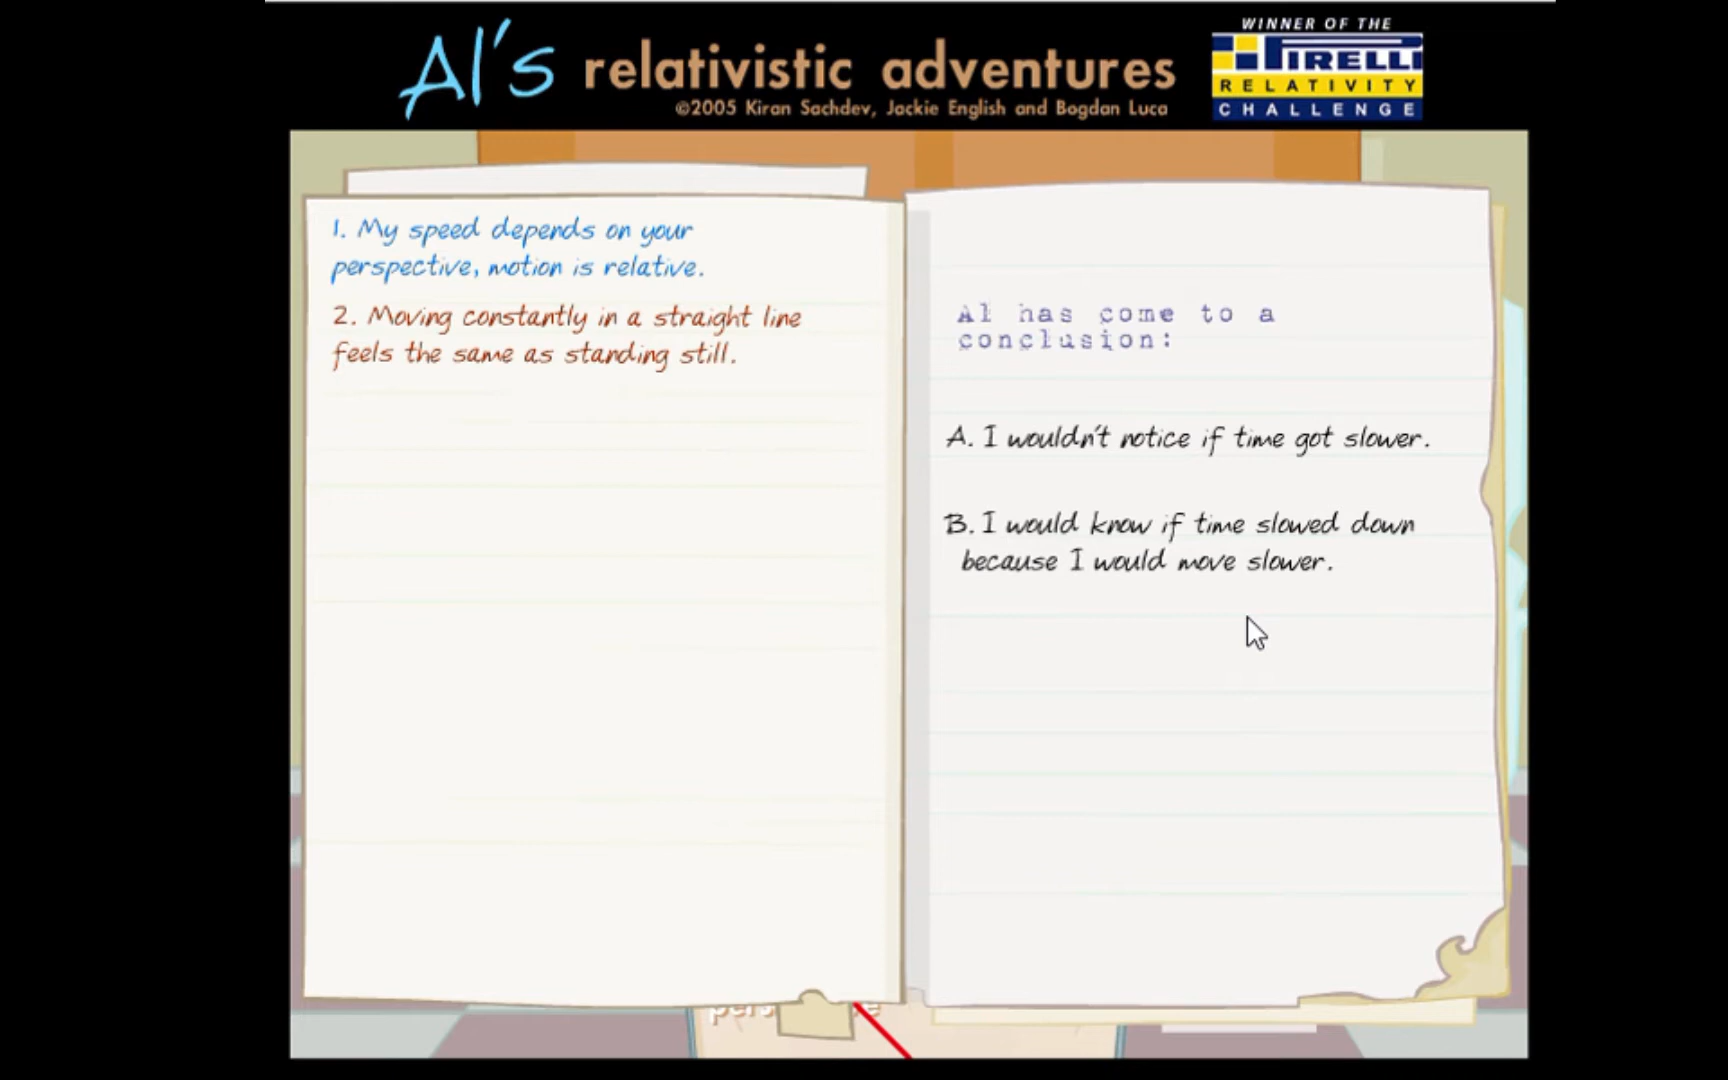 Al's relativistic adventures
©2005 Kiran Sachdev, Jackie English and Bogdan Luca
WINNER OF THE
PIRELLI
RELATIVITY
CHALLENGE
1. My speed depends on your
perspective, motion is relative.
2. Moving constantly in a straight line
feels the same as standing still.
Al has come to a
conclusion:
A. I wouldn't notice if time got slower.
B. I would know if time slowed down
because I would move slower.